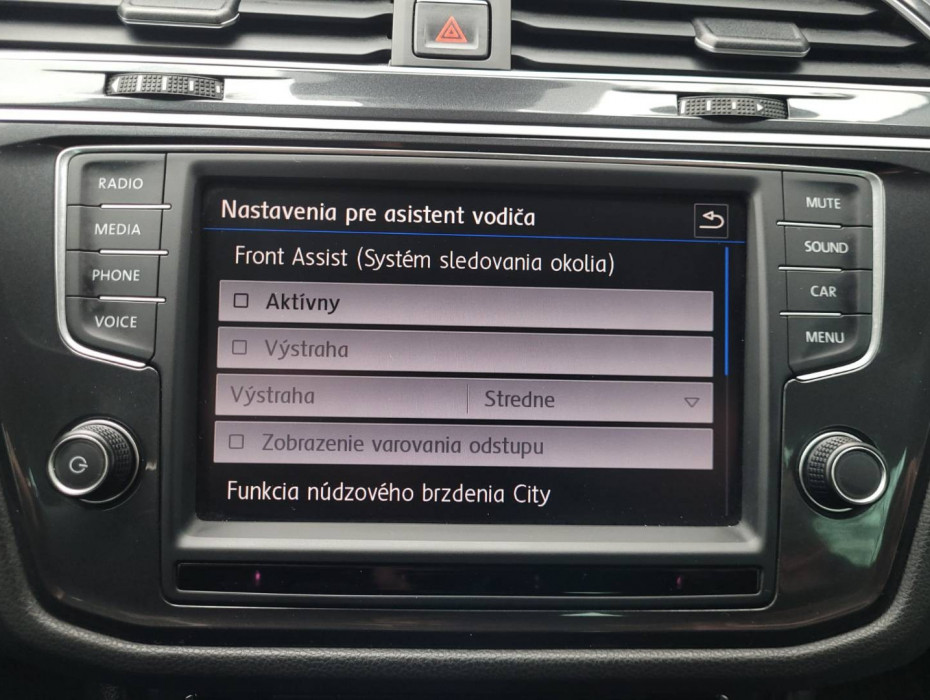 RADIO
MEDIA
PHONE
VOICE
Nastavenia pre asistent vodiča
Front Assist (Systém sledovania okolia)
Aktívny
Výstraha
Výstraha Stredne
Zobrazenie varovania odstupu
Funkcia núdzového brzdenia City
MUTE
SOUND
CAR
MENU